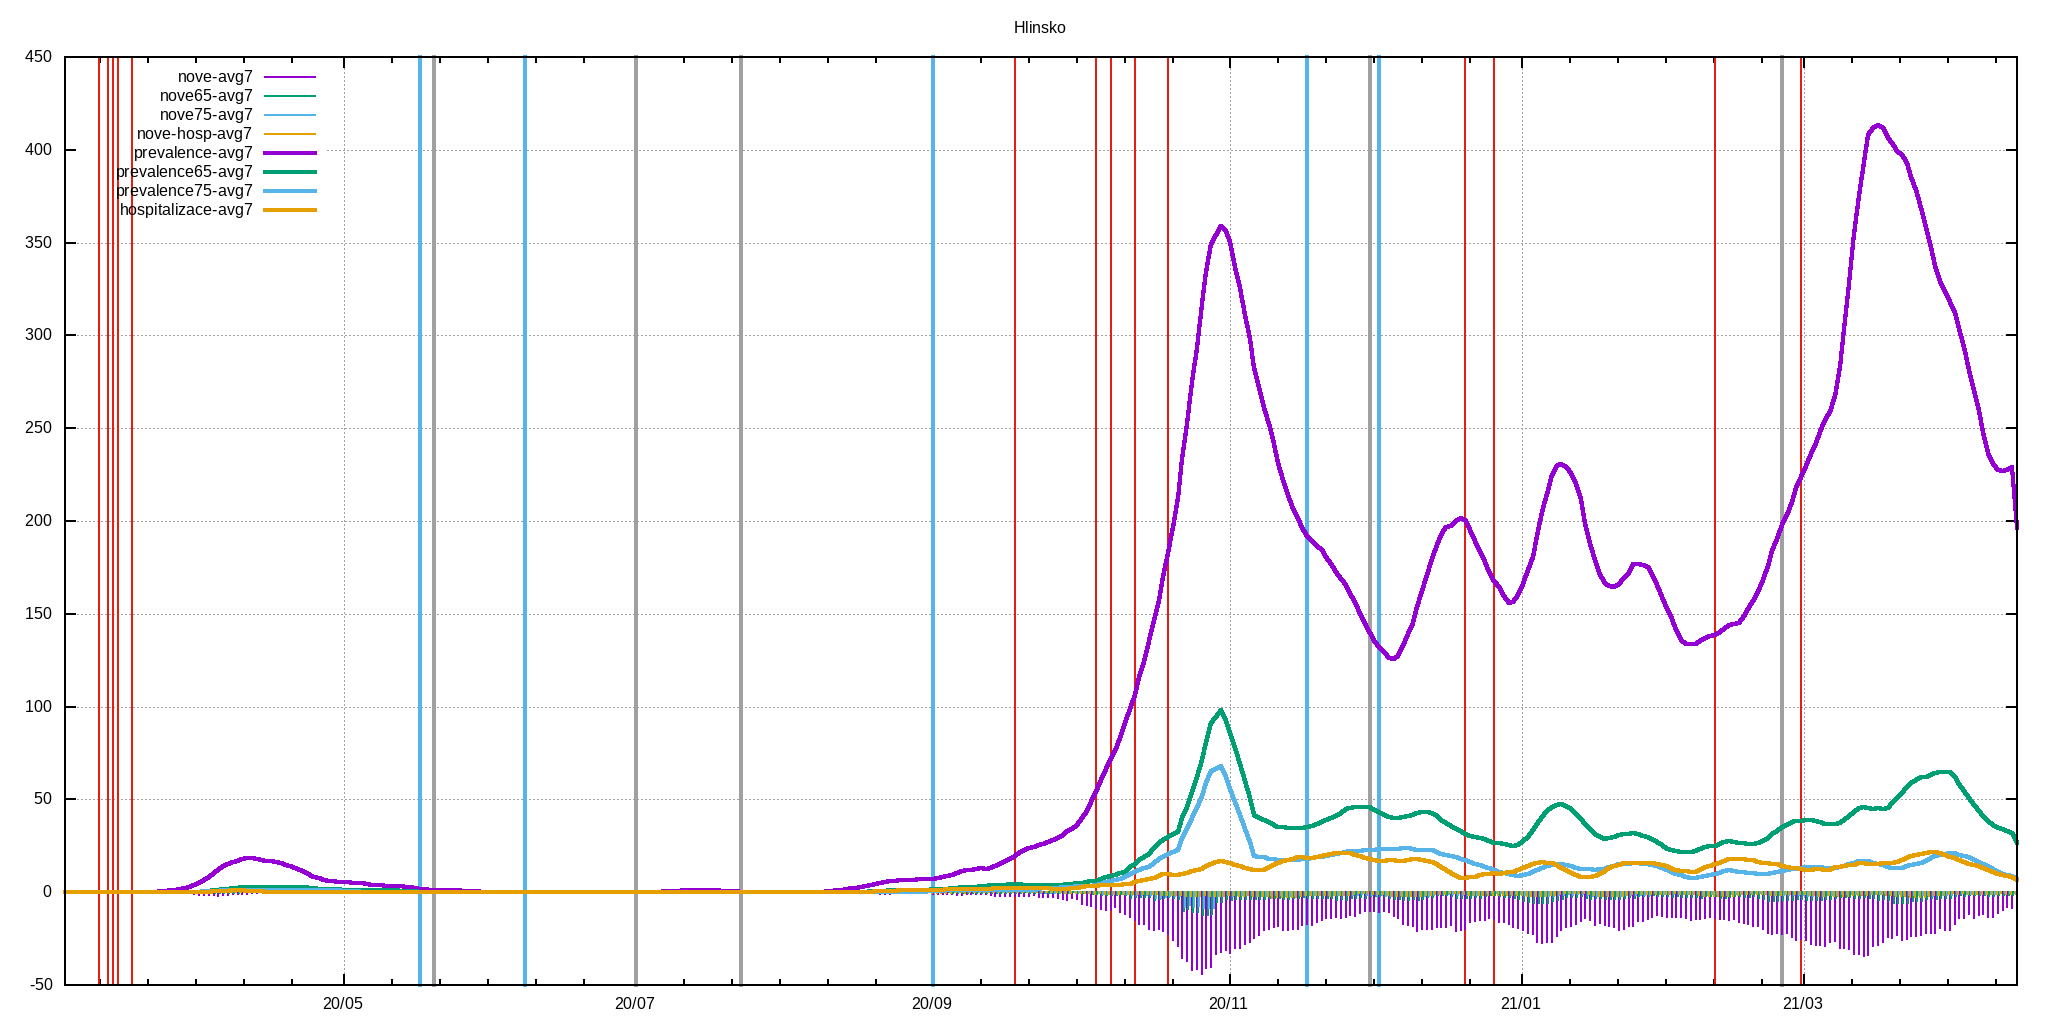 Hlinsko
450
400
350
300
250
200
150
100
50
0
-50
nove-avg7
nove65-avg7
nove75-avg7
nove-hosp-avg7
prevalence-avg7
prevalence65-avg7
prevalence75-avg7
hospitalizace-avg7
20/05 20/07 20/09 20/11 21/01 21/03